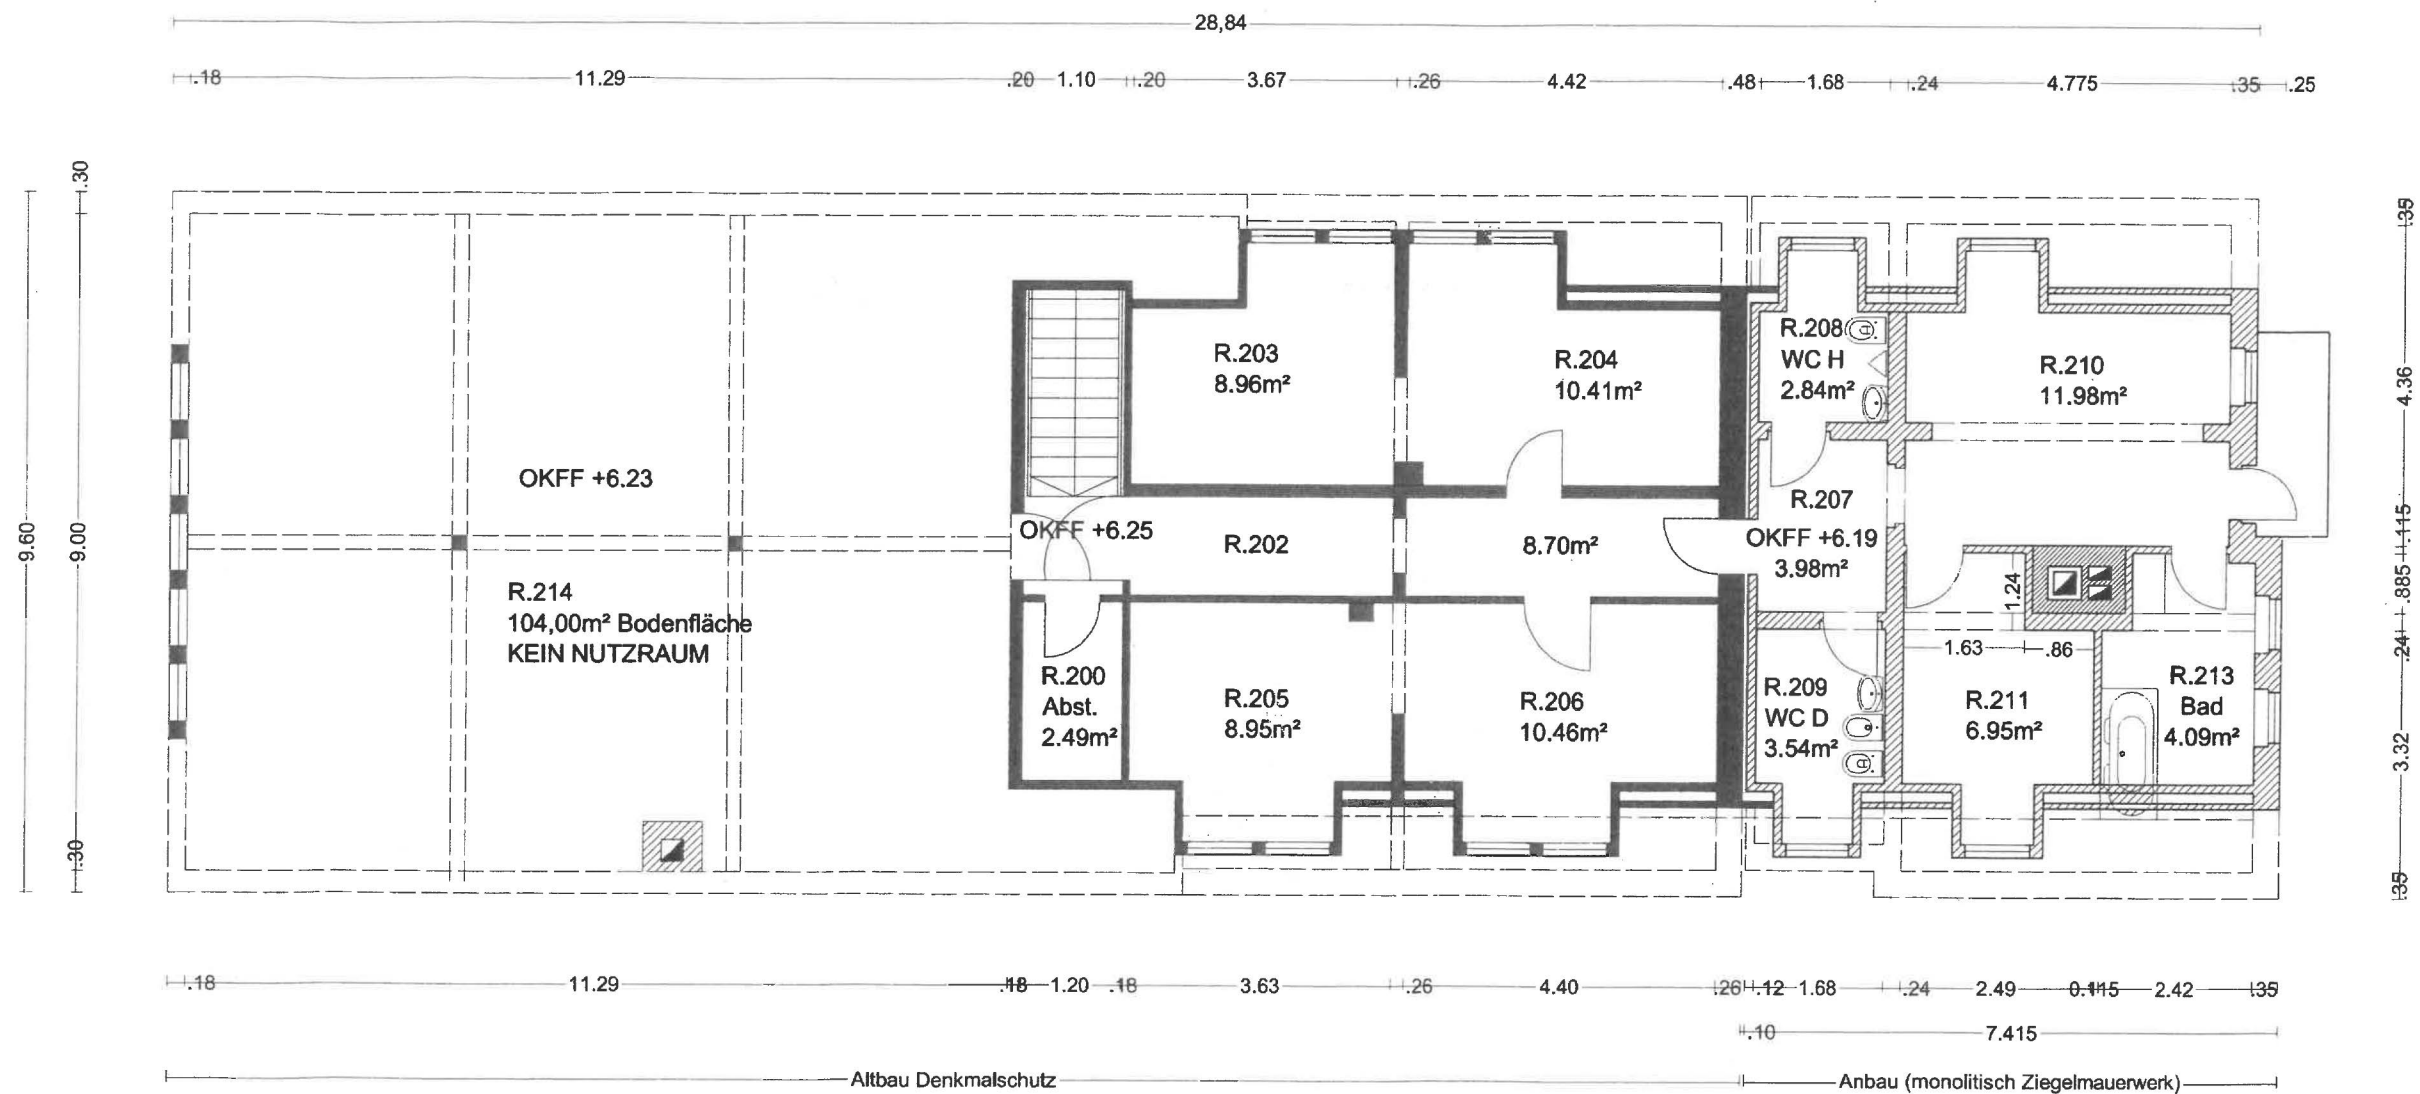 28,84
.18 11.29 .20 1.10 .20 3.67 .26 4.42 .48 1.68 .24 4.775 .35 .25
.30
9.60
9.00
.30
OKFF +6.23
R.214
104,00m² Bodenfläche
KEIN NUTZRAUM
R.203
8.96m²
R.204
10.41m²
R.208
WC H
2.84m²
R.210
11.98m²
OKFF +6.25
R.202
8.70m²
R.207
OKFF +6.19
3.98m²
R.200
Abst.
2.49m²
R.205
8.95m²
R.206
10.46m²
R.209
WC D
3.54m²
1.24
1.63 .86
R.211
6.95m²
R.213
Bad
4.09m²
.35
4.36
.115
.885
.24
3.32
.35
.18 11.29 .18 1.20 .18 3.63 .26 4.40 .26 .12 1.68 .24 2.49 0.115 2.42 .35
.10 7.415
Altbau Denkmalschutz
Anbau (monolitisch Ziegelmauerwerk)